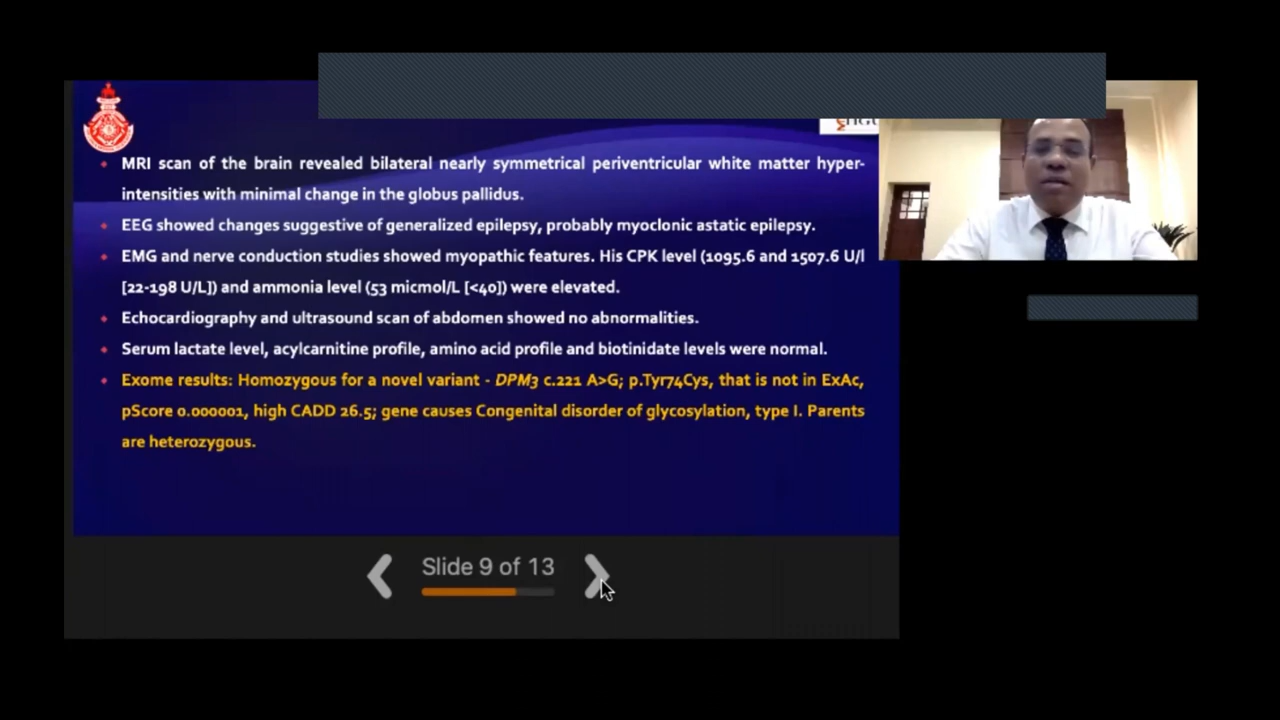 MRI scan of the brain revealed bilateral nearly symmetrical periventricular white matter hyper-
intensities with minimal change in the globus pallidus.
EEG showed changes suggestive of generalized epilepsy, probably myoclonic astatic epilepsy.
EMG and nerve conduction studies showed myopathic features. His CPK level (1095.6 and 1507.6 U/l
[22-198 U/L]) and ammonia level (53 micmol/L [<40]) were elevated.
Echocardiography and ultrasound scan of abdomen showed no abnormalities.
Serum lactate level, acylcarnitine profile, amino acid profile and biotinidate levels were normal.
Exome results: Homozygous for a novel variant - DPM3 c.221 A>G; p.Tyr74Cys, that is not in ExAc,
pScore 0.000001, high CADD 26.5; gene causes Congenital disorder of glycosylation, type I. Parents
are heterozygous.
Slide 9 of 13